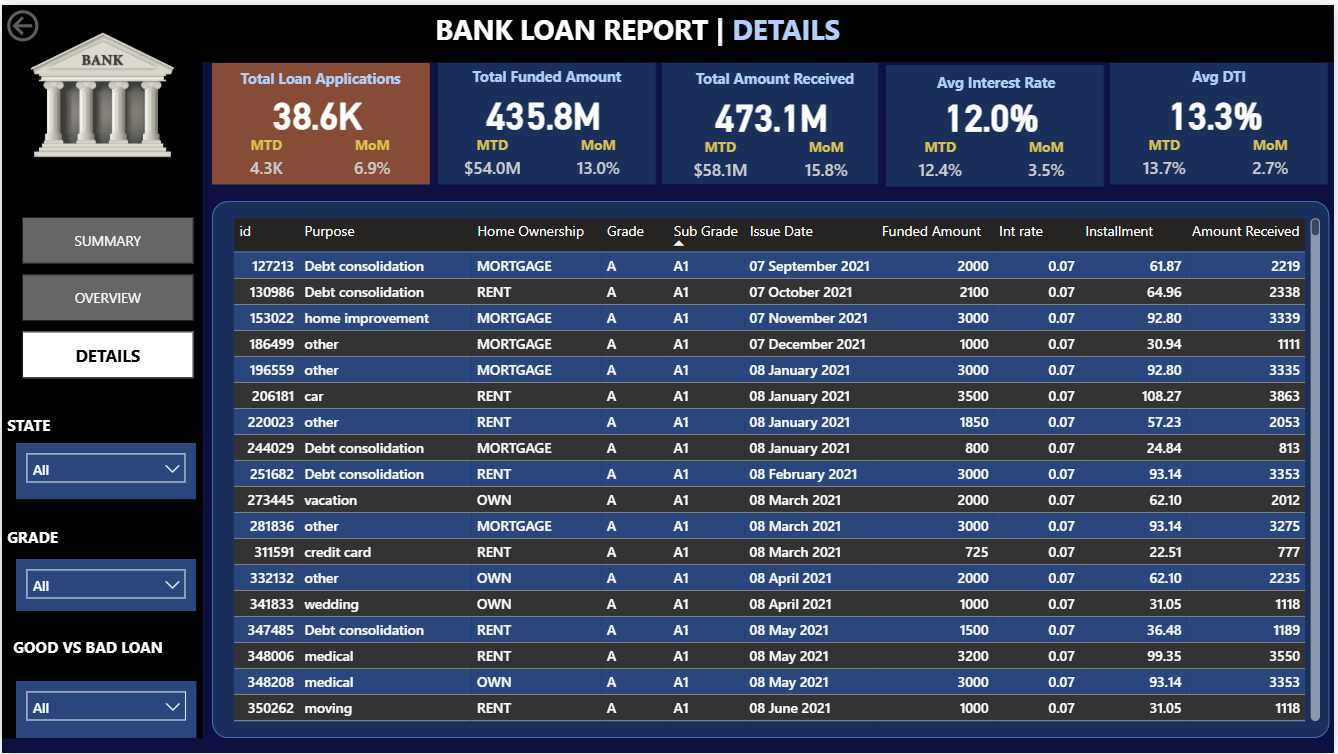 BANK LOAN REPORT | DETAILS
BANK
Total Loan Applications
38.6K
MTD MoM
4.3K 6.9%
Total Funded Amount
435.8M
MTD MoM
$54.0M 13.0%
Total Amount Received
473.1M
MTD MoM
$58.1M 15.8%
Avg Interest Rate
12.0%
MTD MoM
12.4% 3.5%
Avg DTI
13.3%
MTD MoM
13.7% 2.7%
SUMMARY
OVERVIEW
DETAILS
STATE
All
GRADE
All
GOOD VS BAD LOAN
All
id Purpose Home Ownership Grade Sub Grade Issue Date Funded Amount Int rate Installment Amount Received
127213 Debt consolidation MORTGAGE A A1 07 September 2021 2000 0.07 61.87 2219
130986 Debt consolidation RENT A A1 07 October 2021 2100 0.07 64.96 2338
153022 home improvement MORTGAGE A A1 07 November 2021 3000 0.07 92.80 3339
186499 other MORTGAGE A A1 07 December 2021 1000 0.07 30.94 1111
196559 other MORTGAGE A A1 08 January 2021 3000 0.07 92.80 3335
206181 car RENT A A1 08 January 2021 3500 0.07 108.27 3863
220023 other RENT A A1 08 January 2021 1850 0.07 57.23 2053
244029 Debt consolidation MORTGAGE A A1 08 January 2021 800 0.07 24.84 813
251682 Debt consolidation RENT A A1 08 February 2021 3000 0.07 93.14 3353
273445 vacation OWN A A1 08 March 2021 2000 0.07 62.10 2012
281836 other MORTGAGE A A1 08 March 2021 3000 0.07 93.14 3275
311591 credit card RENT A A1 08 March 2021 725 0.07 22.51 777
332132 other OWN A A1 08 April 2021 2000 0.07 62.10 2235
341833 wedding OWN A A1 08 April 2021 1000 0.07 31.05 1118
347485 Debt consolidation RENT A A1 08 May 2021 1500 0.07 36.48 1189
348006 medical RENT A A1 08 May 2021 3200 0.07 99.35 3550
348208 medical OWN A A1 08 May 2021 3000 0.07 93.14 3353
350262 moving RENT A A1 08 June 2021 1000 0.07 31.05 1118